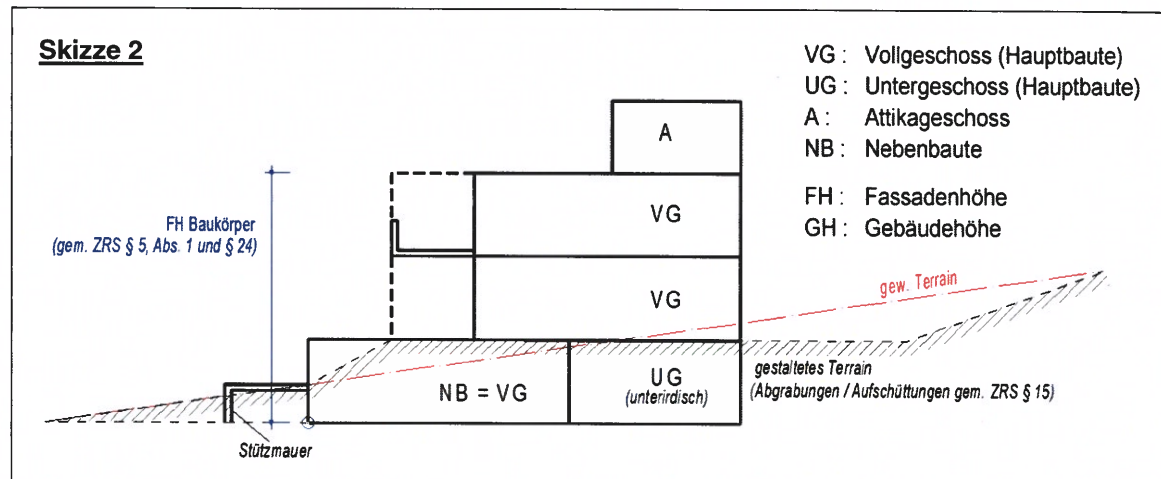 Skizze 2
VG : Vollgeschoss (Hauptbaute)
UG : Untergeschoss (Hauptbaute)
A : Attikageschoss
NB : Nebenbaute
FH : Fassadenhöhe
GH : Gebäudehöhe
A
FH Baukörper
(gem. ZRS § 5, Abs. 1 und § 24)
VG
gew. Terrain
VG
gestaltetes Terrain
(Abgrabungen / Aufschüttungen gem. ZRS § 15)
NB = VG
UG
(unterirdisch)
Stützmauer